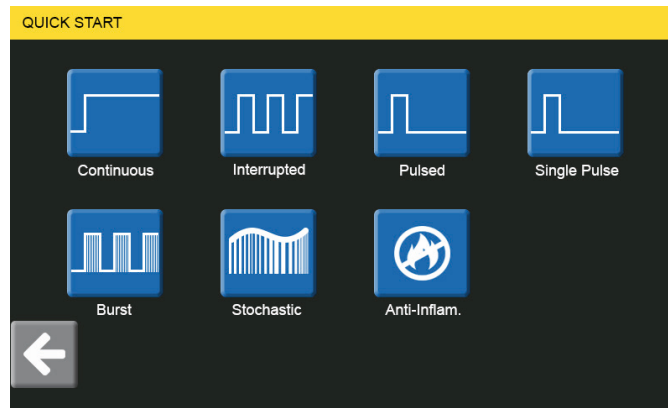 QUICK START
Continuous
Interrupted
Pulsed
Single Pulse
Burst
Stochastic
Anti-Inflam.